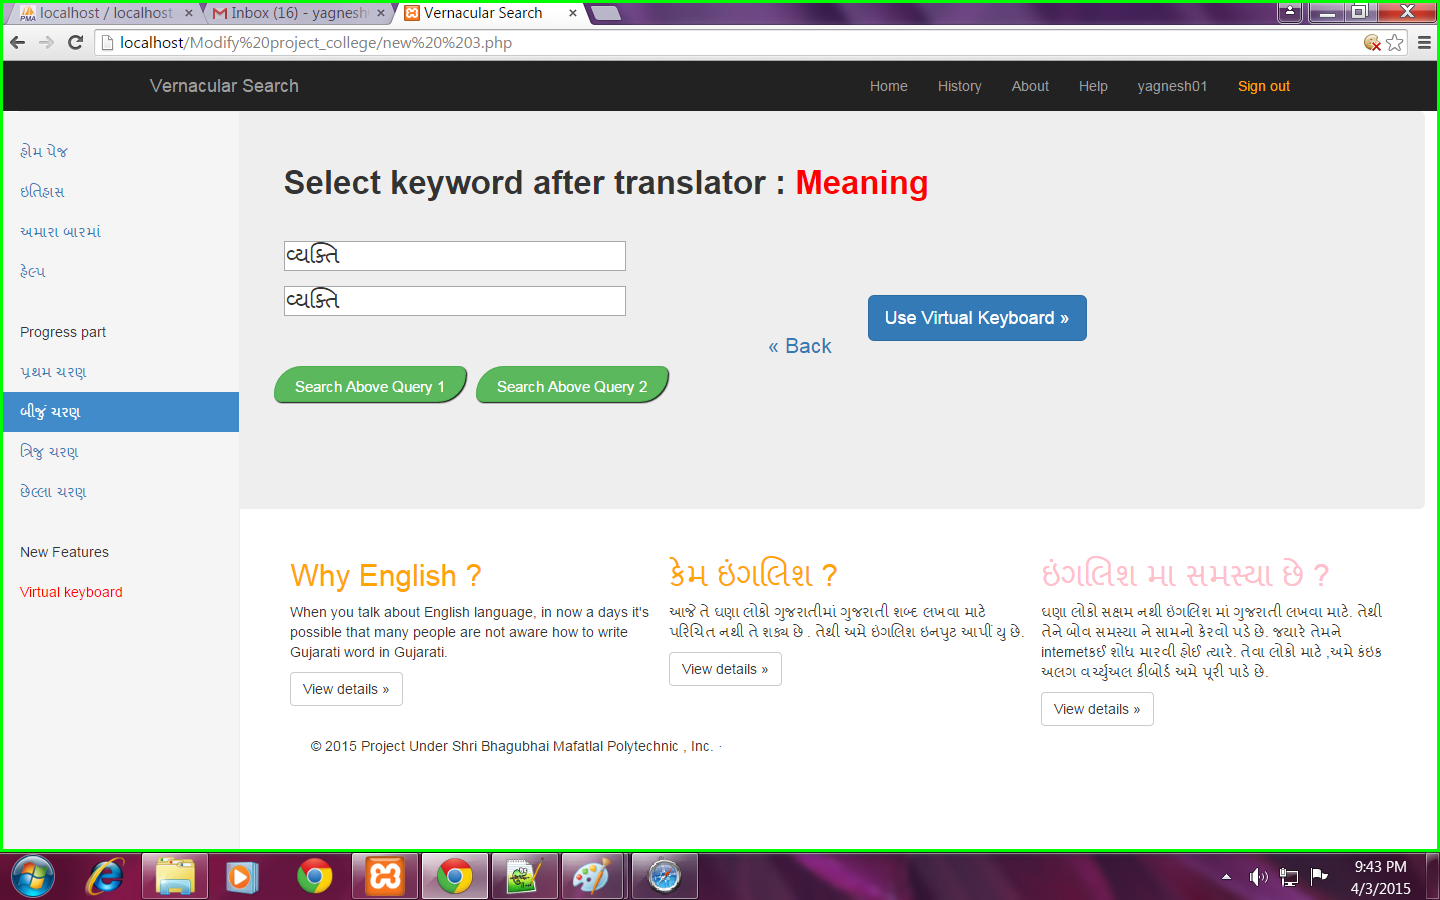 localhost / localhost
Inbox (16) - yagnesh
Vernacular Search
localhost/Modify%20project_college/new%20%203.php
Vernacular Search
Home
History
About
Help
yagnesh01
Sign out
હોમ પેજ
ઇતિહાસ
અમારા બારમાં
હેલ્પ
Progress part
પ્રથમ ચરણ
બીજું ચરણ
ત્રિજુ ચરણ
છેલ્લા ચરણ
New Features
Virtual keyboard
Select keyword after translator : Meaning
વ્યક્તિ
વ્યક્તિ
Use Virtual Keyboard »
« Back
Search Above Query 1
Search Above Query 2
Why English ?
When you talk about English language, in now a days it's
possible that many people are not aware how to write
Gujarati word in Gujarati.
View details »
કેમ ઇંગલિશ ?
આજે તે ઘણા લોકો ગુજરાતીમાં ગુજરાતી શબ્દ લખવા માટે
પરિચિત નથી તે શક્ય છે . તેથી અમે ઇંગલિશ ઇનપુટ આપીં યુ છે.
View details »
ઇંગલિશ મા સમસ્યા છે ?
ઘણા લોકો સક્ષમ નથી ઇંગલિશ માં ગુજરાતી લખવા માટે. તેથી
તેને બોવ સમસ્યા ને સામનો કેરવો પડે છે. જયારે તેમને
internetકઈ શોધ મારવી હોઈ ત્યારે. તેવા લોકો માટે ,અમે કંઇક
અલગ વર્ચ્યુઅલ કીબોર્ડ અમે પૂરી પાડે છે.
View details »
© 2015 Project Under Shri Bhagubhai Mafatlal Polytechnic , Inc. ·
9:43 PM
4/3/2015